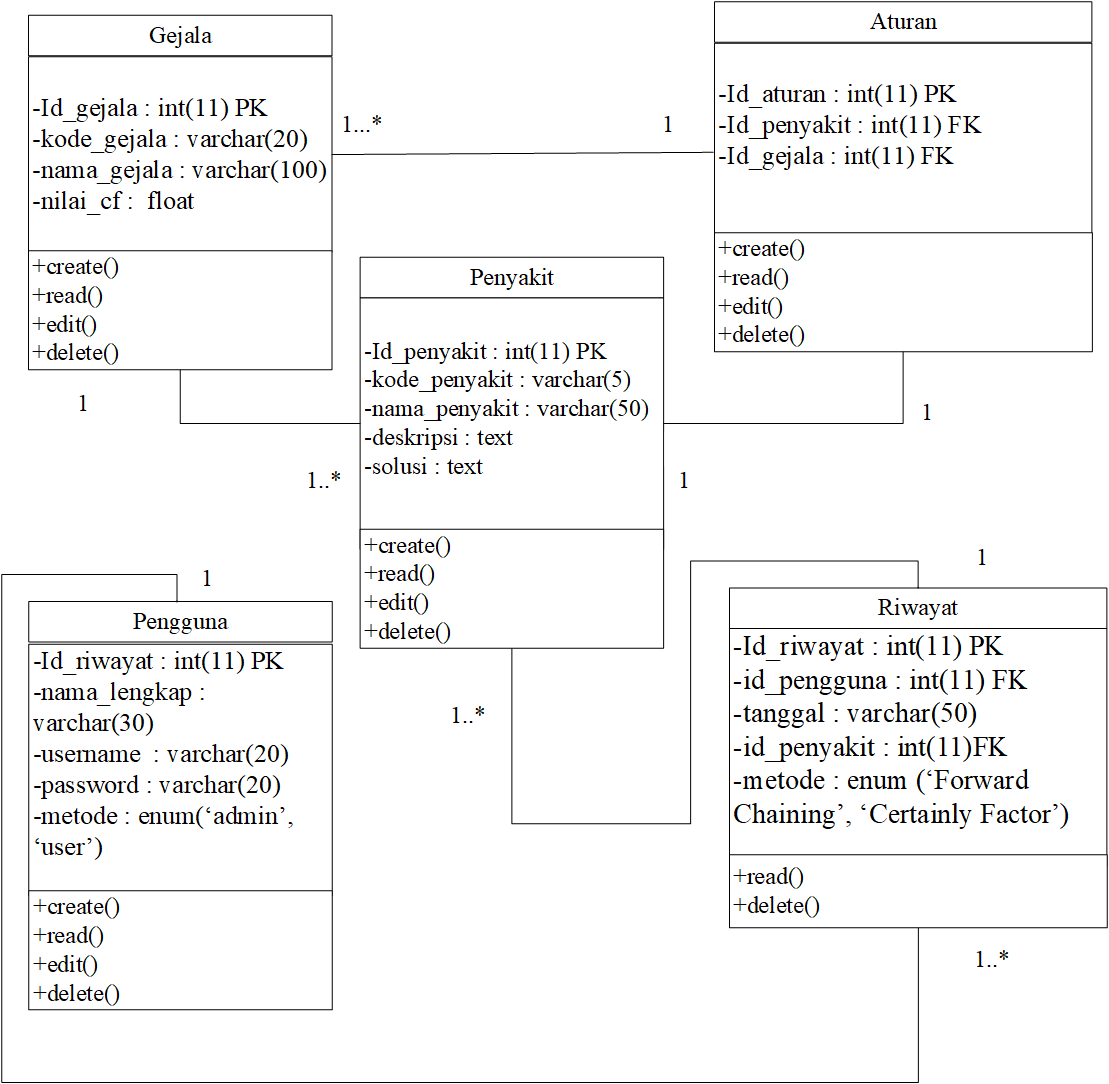 Gejala
-Id_gejala : int(11) PK
-kode_gejala : varchar(20)
-nama_gejala : varchar(100)
-nilai_cf :  float
+create()
+read()
+edit()
+delete()
1...*
1
Aturan
-Id_aturan : int(11) PK
-Id_penyakit : int(11) FK
-Id_gejala : int(11) FK
+create()
+read()
+edit()
+delete()
1
1..*
Penyakit
-Id_penyakit : int(11) PK
-kode_penyakit : varchar(5)
-nama_penyakit : varchar(50)
-deskripsi : text
-solusi : text
+create()
+read()
+edit()
+delete()
1
1
1..*
1
1
Pengguna
-Id_riwayat : int(11) PK
-nama_lengkap :
varchar(30)
-username  : varchar(20)
-password : varchar(20)
-metode : enum(‘admin’,
‘user’)
+create()
+read()
+edit()
+delete()
Riwayat
-Id_riwayat : int(11) PK
-id_pengguna : int(11) FK
-tanggal : varchar(50)
-id_penyakit : int(11)FK
-metode : enum (‘Forward
Chaining’, ‘Certainly Factor’)
+read()
+delete()
1..*